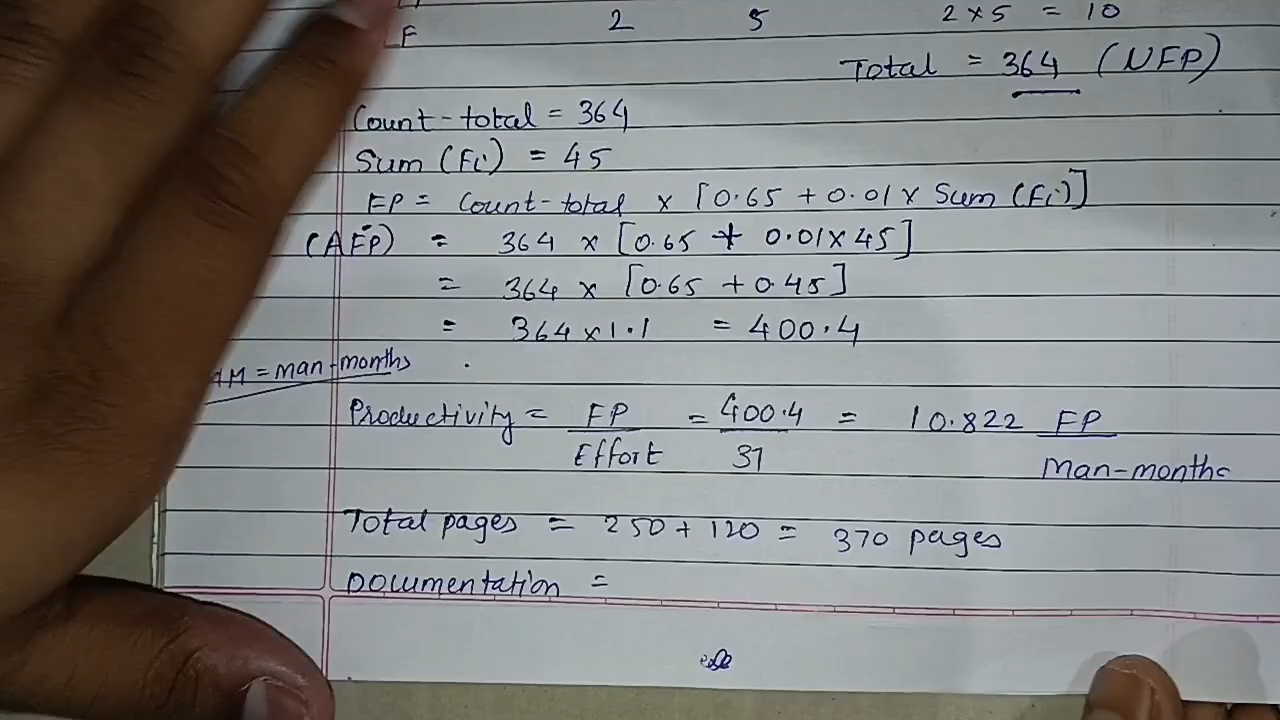 F 2 5 2 × 5 = 10
Total = 364 (UFP)
Count-total = 364
Sum (Fi) = 45
FP = Count-total × [0.65 + 0.01 × Sum (Fi)]
(AFP) = 364 × [0.65 + 0.01 × 45]
= 364 × [0.65 + 0.45]
= 364 × 1.1 = 400.4
M = man-months
Productivity = FP / Effort = 400.4 / 37 = 10.822 FP / Man-months
Total pages = 250 + 120 = 370 pages
Documentation =